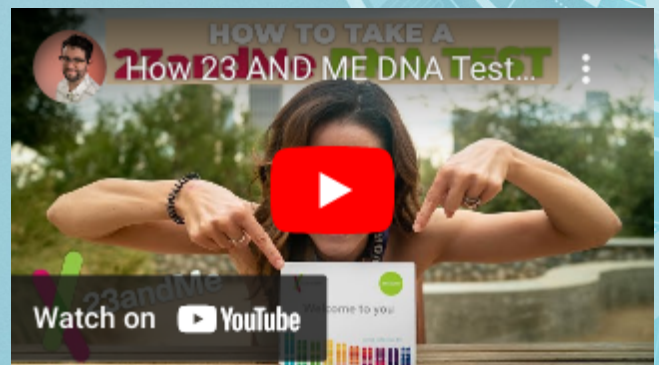 HOW TO TAKE A
23andMe DNA TEST
How 23 AND ME DNA Test...
23andMe
Welcome to you
Watch on YouTube